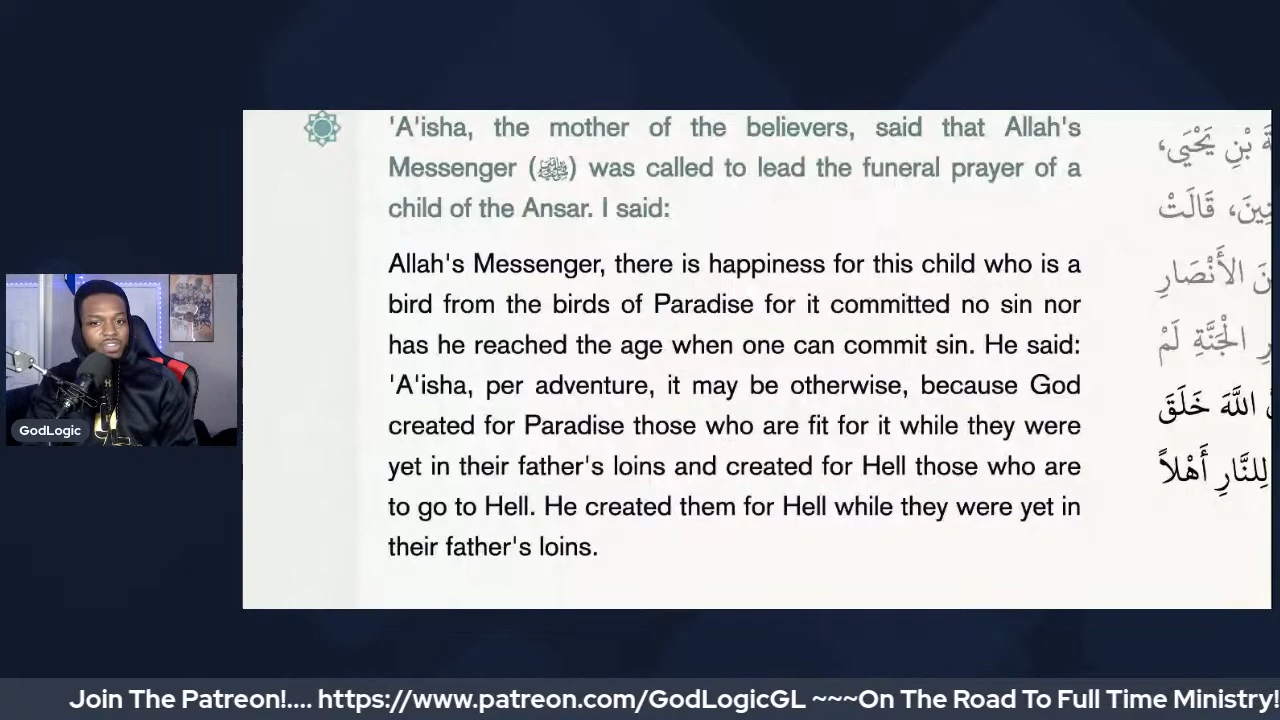 'A'isha, the mother of the believers, said that Allah's
Messenger (ﷺ) was called to lead the funeral prayer of a
child of the Ansar. I said:
Allah's Messenger, there is happiness for this child who is a
bird from the birds of Paradise for it committed no sin nor
has he reached the age when one can commit sin. He said:
'A'isha, per adventure, it may be otherwise, because God
created for Paradise those who are fit for it while they were
yet in their father's loins and created for Hell those who are
to go to Hell. He created them for Hell while they were yet in
their father's loins.
ةَ بْنِ يَحْيَى،
قَالَتْ
الأَنْصَارِ
الْجَنَّةِ لَمْ
اللَّهَ خَلَقَ
لِلنَّارِ أَهْلاً
GodLogic
Join The Patreon!.... https://www.patreon.com/GodLogicGL ~~~On The Road To Full Time Ministry!